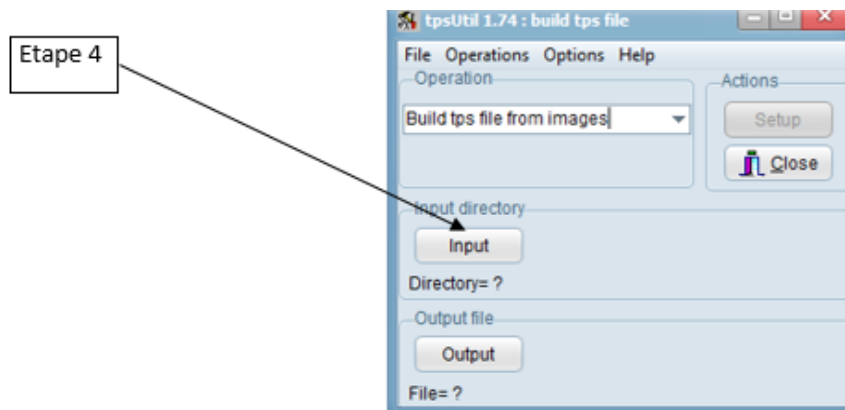 tpsUtil 1.74 : build tps file
Etape 4
File Operations Options Help
Operation
Actions
Build tps file from images
Setup
Close
Input directory
Input
Directory= ?
Output file
Output
File= ?